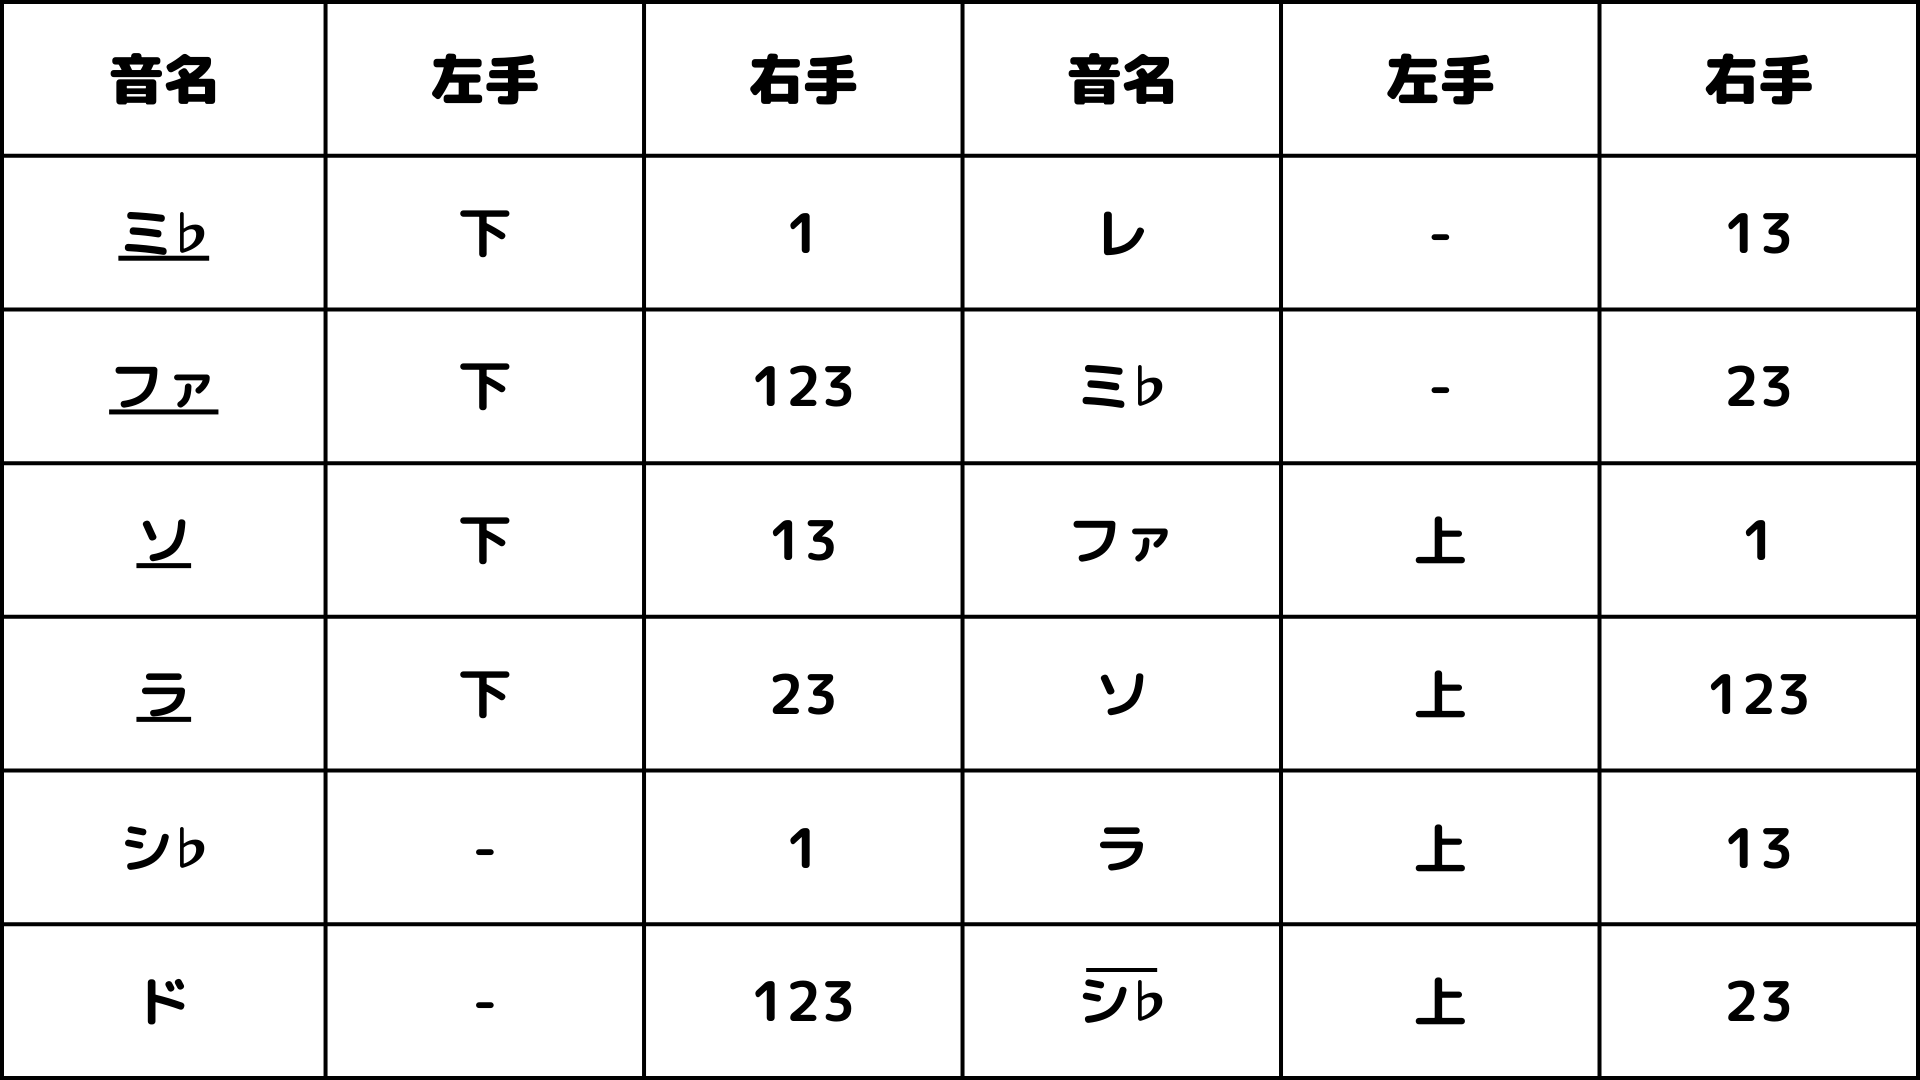 音名 左手 右手 音名 左手 右手
ミ♭ 下 1 レ - 13
ファ 下 123 ミ♭ - 23
ソ 下 13 ファ 上 1
ラ 下 23 ソ 上 123
シ♭ - 1 ラ 上 13
ド - 123 シ♭ 上 23